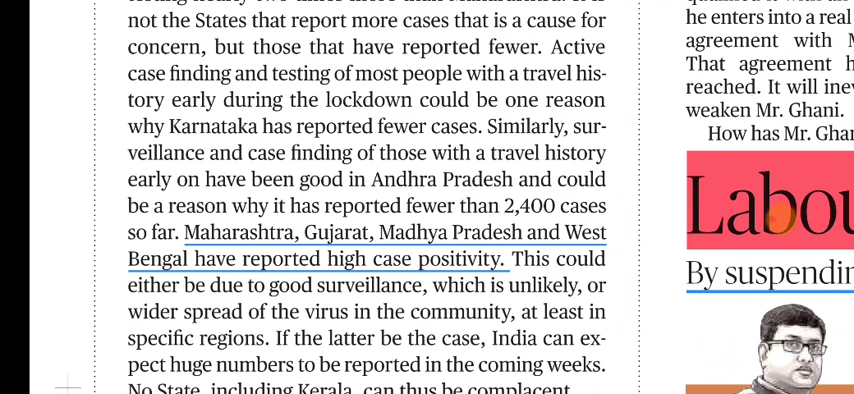 not the States that report more cases that is a cause for
concern, but those that have reported fewer. Active
case finding and testing of most people with a travel his-
tory early during the lockdown could be one reason
why Karnataka has reported fewer cases. Similarly, sur-
veillance and case finding of those with a travel history
early on have been good in Andhra Pradesh and could
be a reason why it has reported fewer than 2,400 cases
so far. Maharashtra, Gujarat, Madhya Pradesh and West
Bengal have reported high case positivity. This could
either be due to good surveillance, which is unlikely, or
wider spread of the virus in the community, at least in
specific regions. If the latter be the case, India can ex-
pect huge numbers to be reported in the coming weeks.
No State, including Kerala, can thus be complacent.
he enters into a real
agreement with
That agreement
reached. It will
weaken Mr. Ghani.
How has Mr.
By